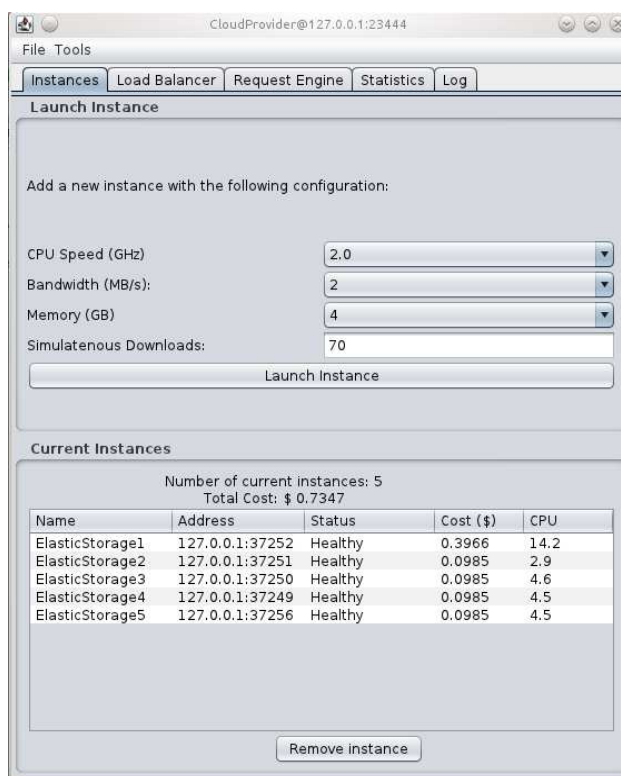 CloudProvider@127.0.0.1:23444
File Tools
Instances Load Balancer Request Engine Statistics Log
Launch Instance
Add a new instance with the following configuration:
CPU Speed (GHz) 2.0
Bandwidth (MB/s): 2
Memory (GB) 4
Simulatenous Downloads: 70
Launch Instance
Current Instances
Number of current instances: 5
Total Cost: $ 0.7347
Name Address Status Cost ($) CPU
ElasticStorage1 127.0.0.1:37252 Healthy 0.3966 14.2
ElasticStorage2 127.0.0.1:37251 Healthy 0.0985 2.9
ElasticStorage3 127.0.0.1:37250 Healthy 0.0985 4.6
ElasticStorage4 127.0.0.1:37249 Healthy 0.0985 4.5
ElasticStorage5 127.0.0.1:37256 Healthy 0.0985 4.5
Remove instance